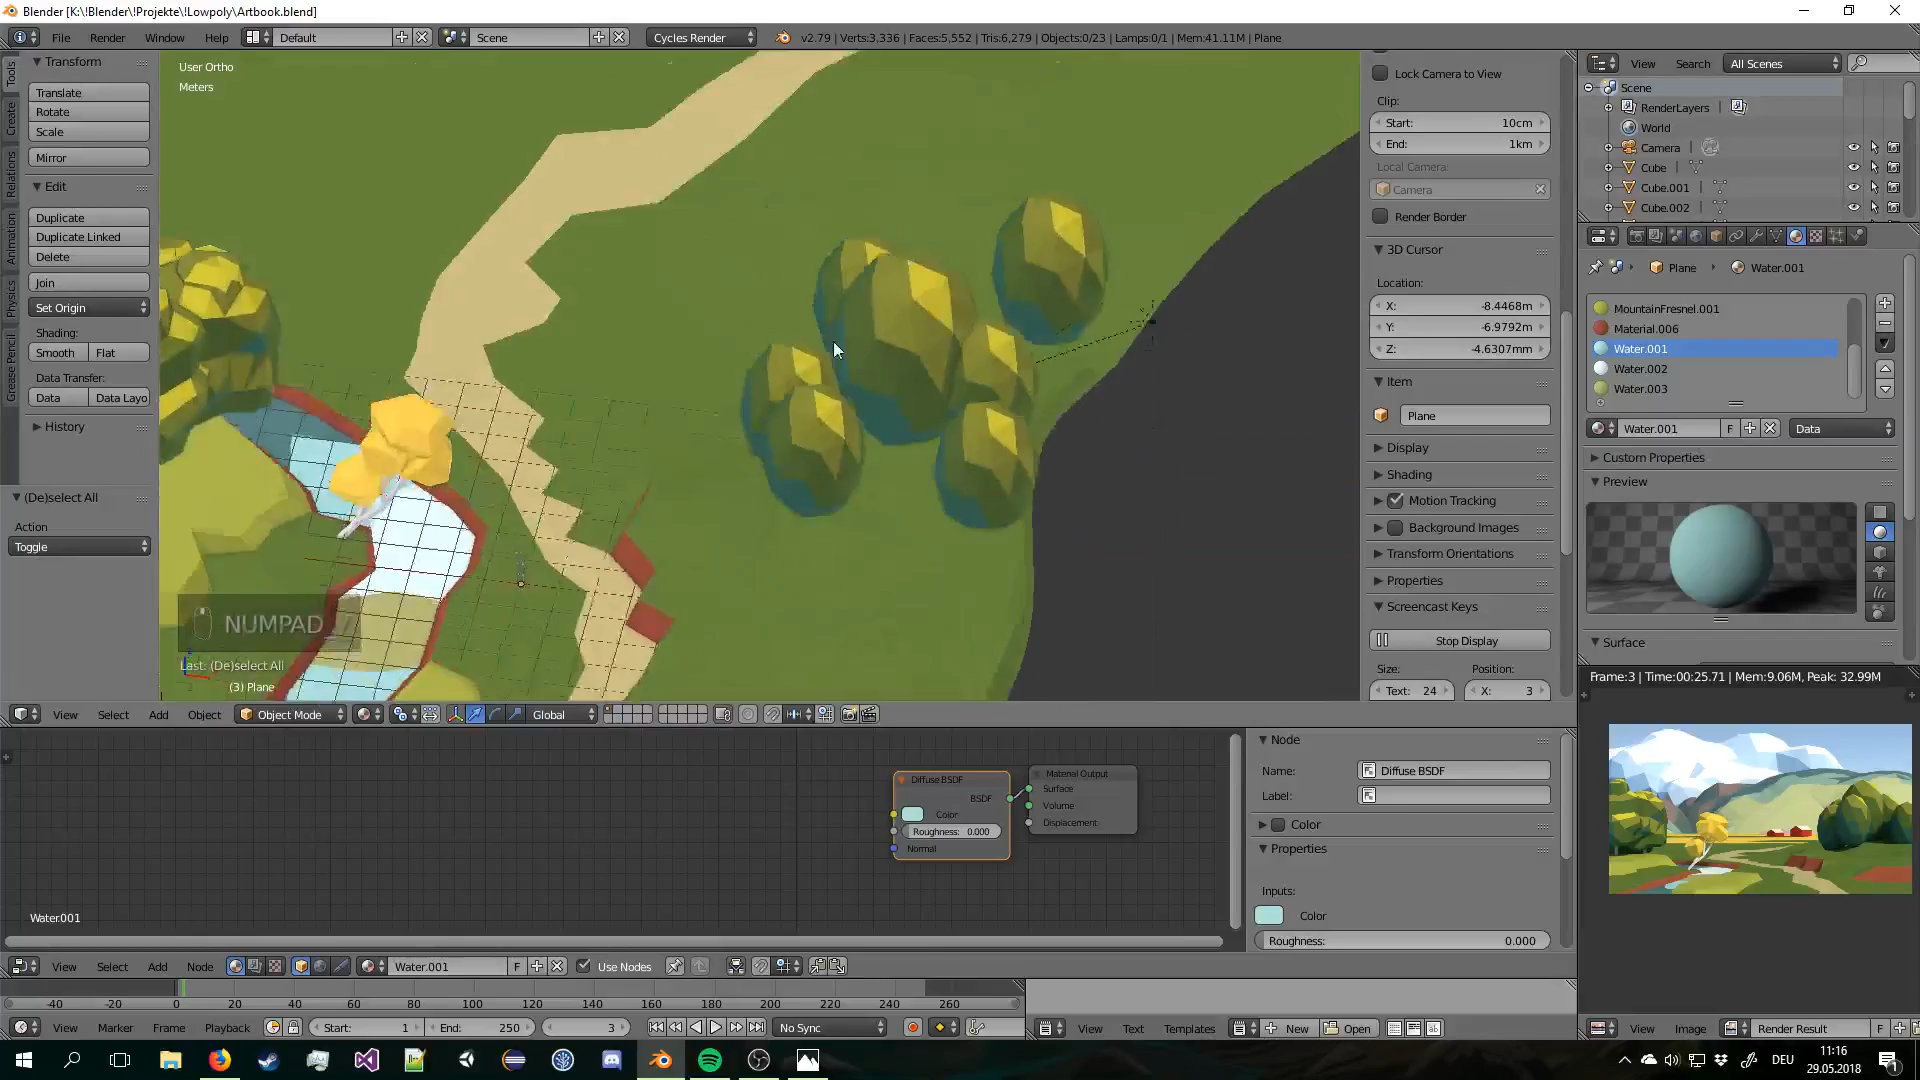 Blender [K:\!Blender\!Projekte\!Lowpoly\Artbook.blend]
File Render Window Help Default Scene Cycles Render v2.79 | Verts:3,336 | Faces:5,552 | Tris:6,279 | Objects:0/23 | Lamps:0/1 | Mem:41.11M | Plane
Tools
Create
Relations
Animation
Physics
Grease Pencil
Transform
Translate
Rotate
Scale
Mirror
Edit
Duplicate
Duplicate Linked
Delete
Join
Set Origin
Shading:
Smooth Flat
Data Transfer:
Data Data Layo
History
(De)select All
Action
Toggle
User Ortho
Meters
NUMPAD 7
Last: (De)select All
(3) Plane
Lock Camera to View
Clip:
Start: 10cm
End: 1km
Local Camera:
Camera
Render Border
3D Cursor
Location:
X: -8.4468m
Y: -6.9792m
Z: -4.6307mm
Item
Plane
Display
Shading
Motion Tracking
Background Images
Transform Orientations
Properties
Screencast Keys
Stop Display
Size: Position:
Text: 24 X: 3
View Search All Scenes
Scene
RenderLayers
World
Camera
Cube
Cube.001
Cube.002
Plane Water.001
MountainFresnel.001
Material.006
Water.001
Water.002
Water.003
Water.001 F Data
Custom Properties
Preview
Surface
Frame:3 | Time:00:25.71 | Mem:9.06M, Peak: 32.99M
View Select Add Object Object Mode Global
Diffuse BSDF
BSDF
Color
Roughness: 0.000
Normal
Material Output
Surface
Volume
Displacement
Water.001
Node
Name: Diffuse BSDF
Label:
Color
Properties
Inputs:
Color
Roughness: 0.000
View Select Add Node Water.001 F Use Nodes
-40 -20 0 20 40 60 80 100 120 140 160 180 200 220 240 260
View Marker Frame Playback Start: 1 End: 250 3 No Sync
View Text Templates New Open
View Image Render Result F
DEU
11:16
29.05.2018
1